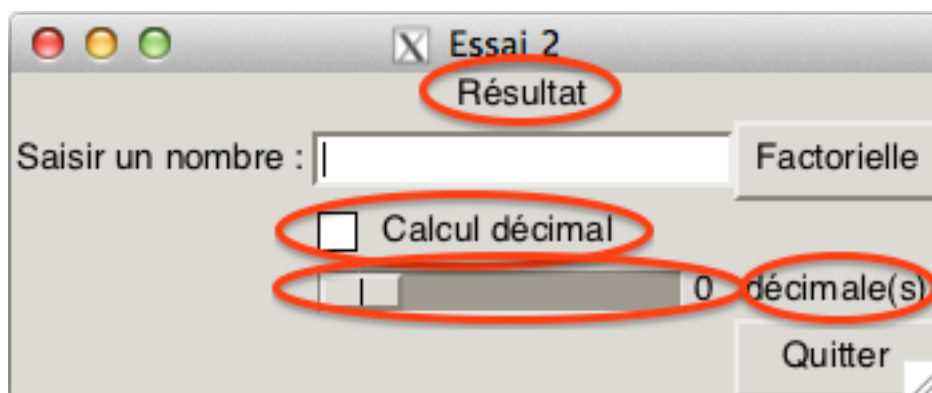 X Essai 2
Résultat
Saisir un nombre : Factorielle
Calcul décimal
0 décimale(s)
Quitter